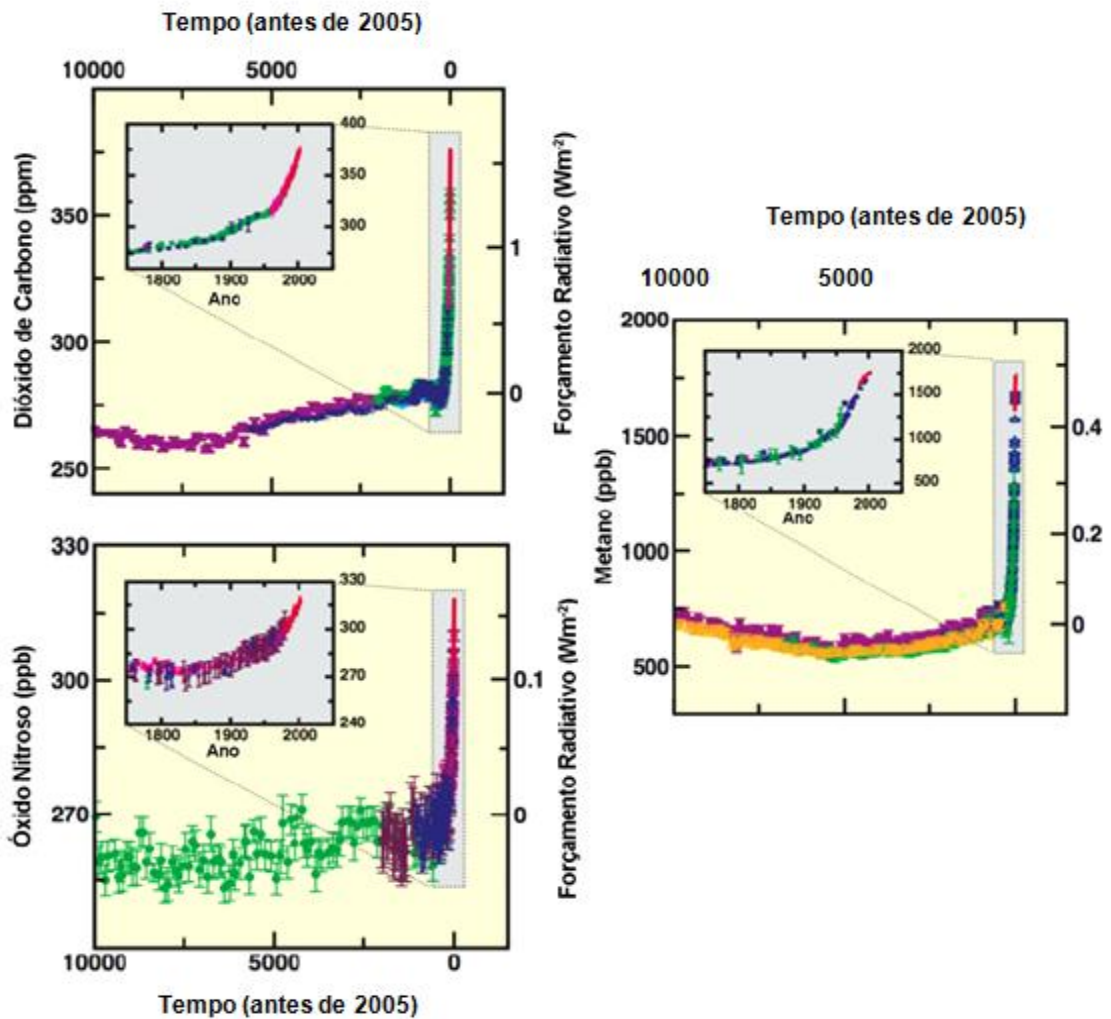 Tempo (antes de 2005)
10000 5000 0
Dióxido de Carbono (ppm)
350
300
250
400
350
300
1800 1900 2000
Ano
1
0
Forçamento Radiativo (Wm-2)
330
300
270
Óxido Nitroso (ppb)
330
300
270
240
1800 1900 2000
Ano
0.1
0
Forçamento Radiativo (Wm-2)
10000 5000 0
Tempo (antes de 2005)
Tempo (antes de 2005)
10000 5000
2000
1500
1000
500
Metano (ppb)
2000
1500
1000
500
1800 1900 2000
Ano
0.4
0.2
0